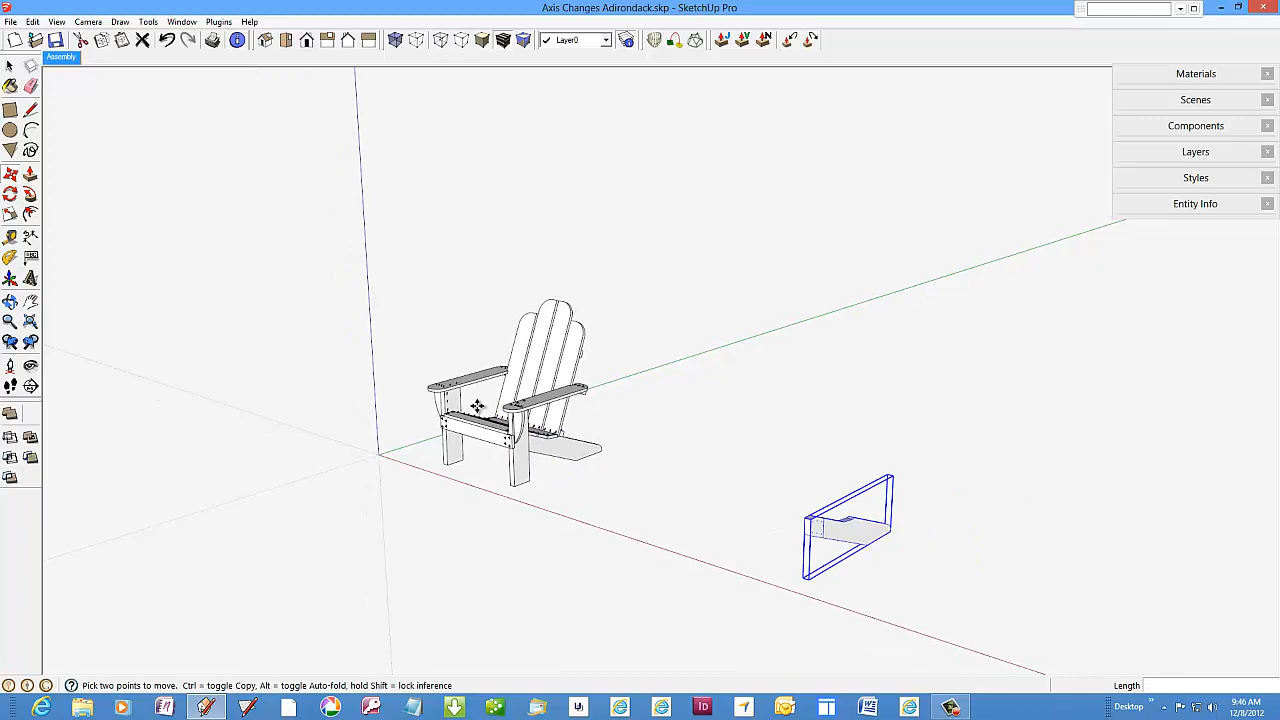 Axis Changes Adirondack.skp - SketchUp Pro
File Edit View Camera Draw Tools Window Plugins Help
Layer0
Assembly
Materials
Scenes
Components
Layers
Styles
Entity Info
Pick two points to move. Ctrl = toggle Copy, Alt = toggle Auto-fold, hold Shift = lock inference
Length
Desktop
9:46 AM
12/8/2012